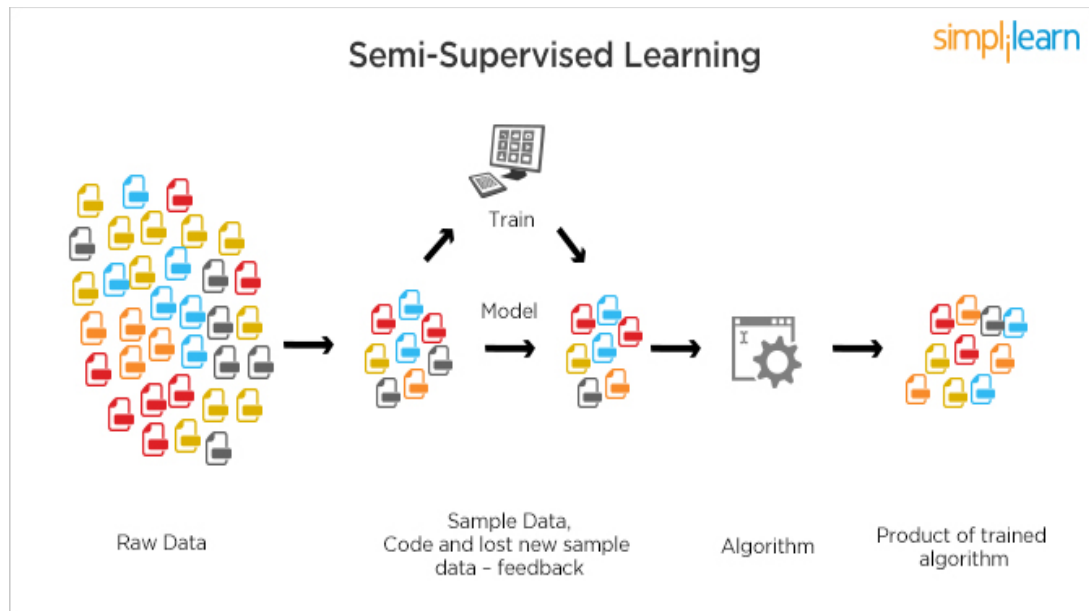 Semi-Supervised Learning
simplilearn
Train
Model
Raw Data
Sample Data,
Code and lost new sample
data – feedback
Algorithm
Product of trained
algorithm